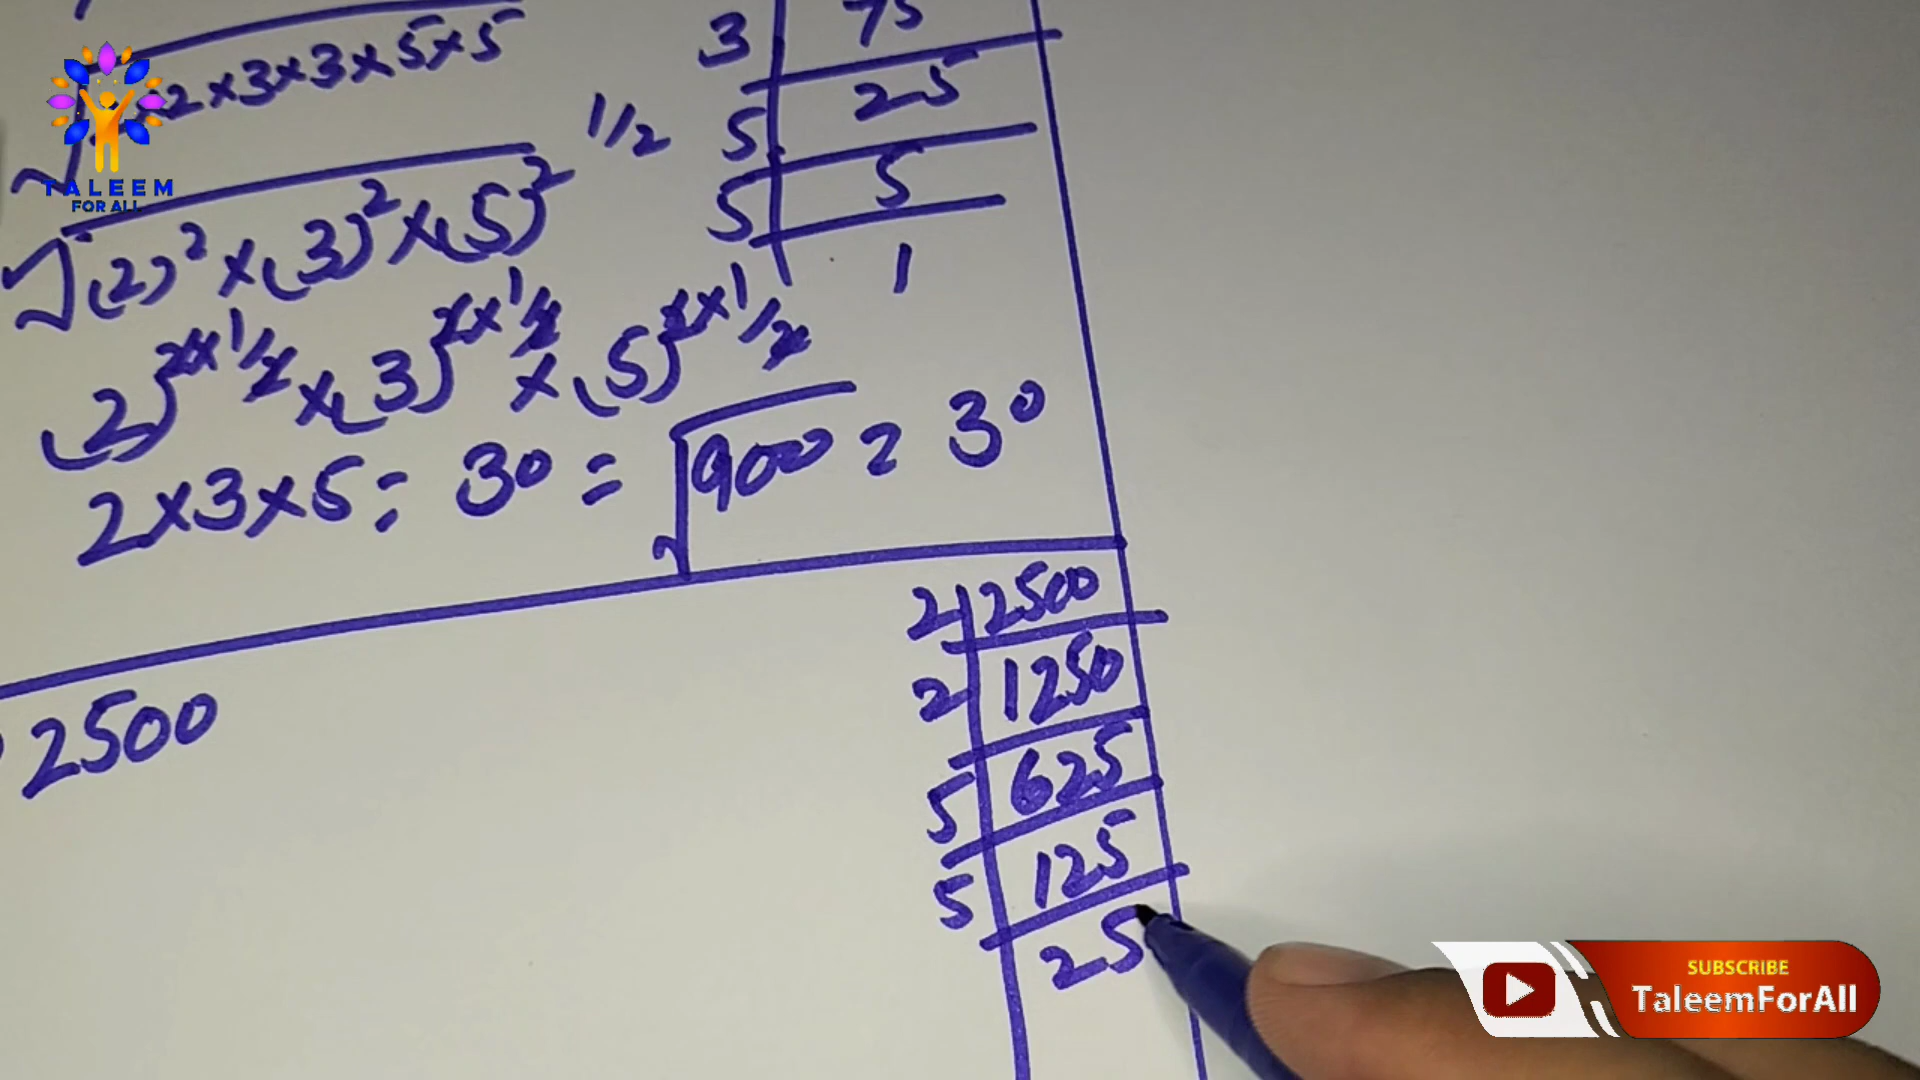 √2×2×3×3×5×5
√(2)²×(3)²×(5)² 1/2
(2)^2×1/2 ×(3)^2×1/2 ×(5)^2×1/2
2×3×5= 30 = √900 = 30
3 | 75
5 | 25
5 | 5
1
2500
2 | 2500
2 | 1250
5 | 625
5 | 125
25
TALEEM
FOR ALL
SUBSCRIBE
TaleemForAll